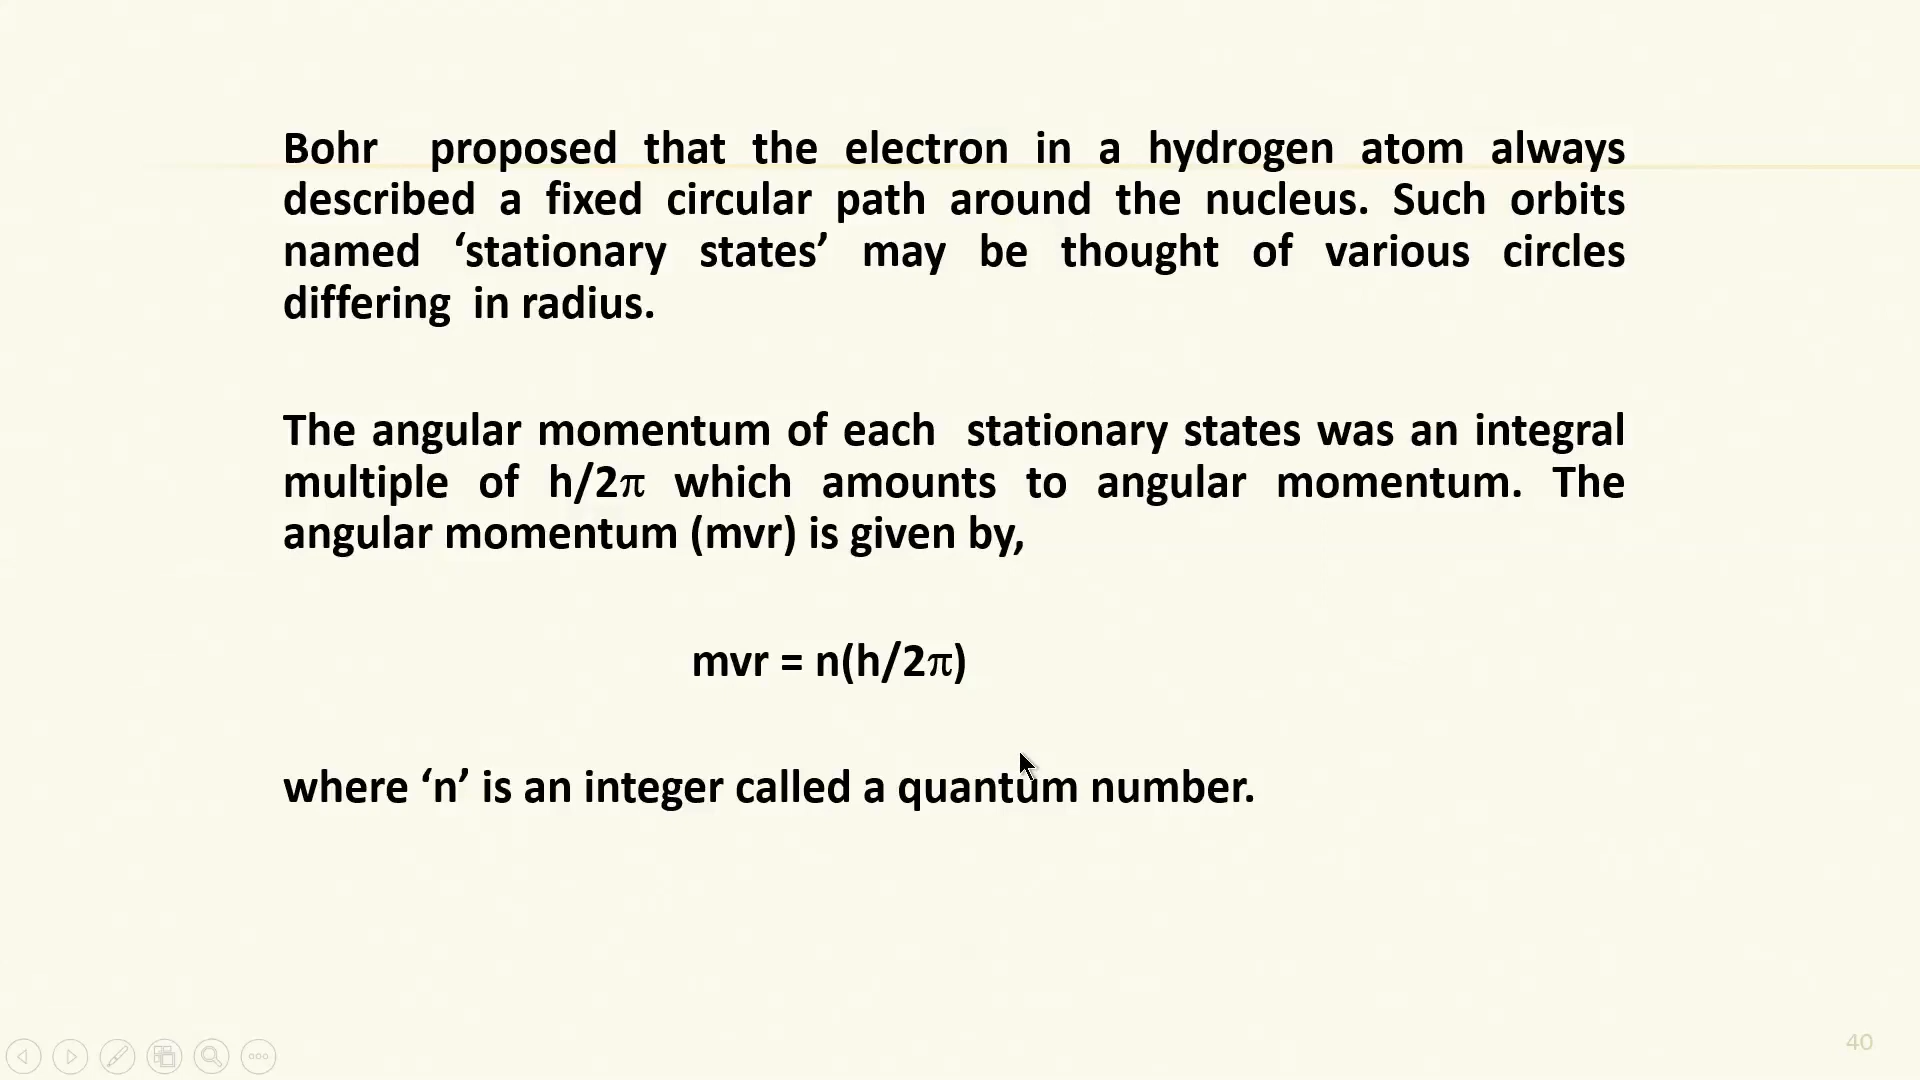 Bohr proposed that the electron in a hydrogen atom always
described a fixed circular path around the nucleus. Such orbits
named ‘stationary states’ may be thought of various circles
differing in radius.
The angular momentum of each stationary states was an integral
multiple of h/2π which amounts to angular momentum. The
angular momentum (mvr) is given by,
mvr = n(h/2π)
where ‘n’ is an integer called a quantum number.
40